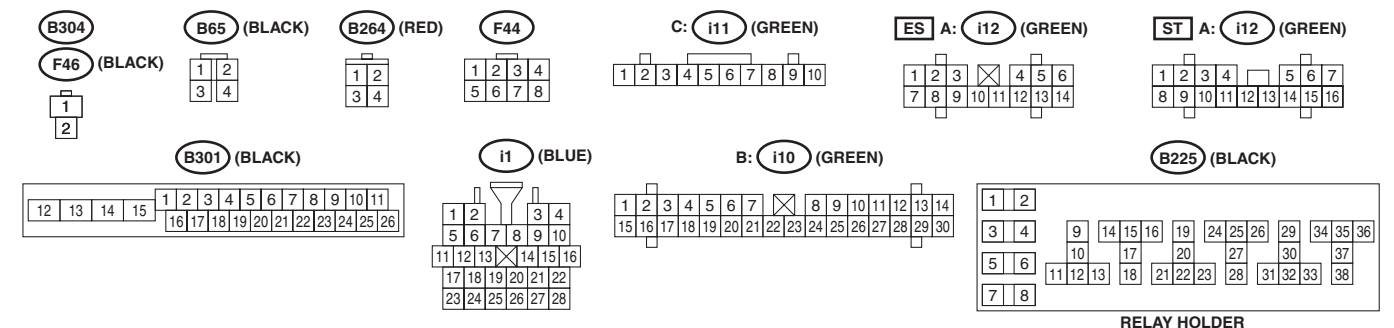 B304
F46 (BLACK)
1
2
B65 (BLACK)
1 2
3 4
B264 (RED)
1 2
3 4
F44
1 2 3 4
5 6 7 8
C: i11 (GREEN)
1 2 3 4 5 6 7 8 9 10
ES A: i12 (GREEN)
1 2 3 4 5 6
7 8 9 10 11 12 13 14
ST A: i12 (GREEN)
1 2 3 4 5 6 7
8 9 10 11 12 13 14 15 16
B301 (BLACK)
1 2 3 4 5 6 7 8 9 10 11
12 13 14 15
16 17 18 19 20 21 22 23 24 25 26
i1 (BLUE)
1 2 3 4
5 6 7 8 9 10
11 12 13 14 15 16
17 18 19 20 21 22
23 24 25 26 27 28
B: i10 (GREEN)
1 2 3 4 5 6 7 8 9 10 11 12 13 14
15 16 17 18 19 20 21 22 23 24 25 26 27 28 29 30
B225 (BLACK)
1 2
3 4
5 6
7 8
9 14 15 16 19 24 25 26 29 34 35 36
10 17 20 27 30 37
11 12 13 18 21 22 23 28 31 32 33 38
RELAY HOLDER